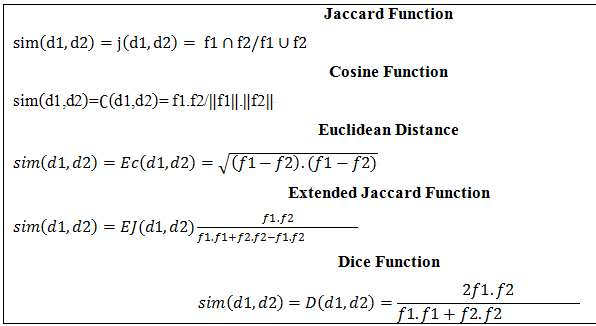 Jaccard Function
sim(d1, d2) = j(d1, d2) = f1 ∩ f2/f1 ∪ f2
Cosine Function
sim(d1,d2)=C(d1,d2)= f1.f2/||f1||.||f2||
Euclidean Distance
sim(d1, d2) = Ec(d1, d2) = √(f1 − f2). (f1 − f2)
Extended Jaccard Function
sim(d1, d2) = EJ(d1, d2) f1.f2 / f1.f1+f2.f2−f1.f2
Dice Function
sim(d1, d2) = D(d1, d2) = 2f1.f2 / f1.f1 + f2.f2